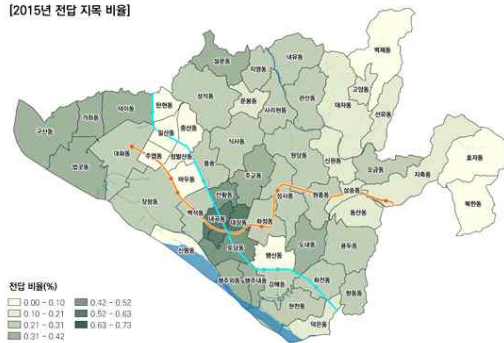 [2015년 전답 지목 비율]
벽제동
설문동
지영동
내유동
고양동
선유동
성석동
문봉동
사리현동
관산동
대자동
탄현동
덕이동
가좌동
구산동
법곳동
일산동
중산동
식사동
원당동
신원동
오금동
효자동
지축동
북한동
대화동
주엽동
정발산동
마두동
풍동
주교동
성사동
원흥동
삼송동
동산동
장항동
백석동
산황동
내곡동
대장동
화정동
신평동
토당동
행신동
도내동
용두동
행주외동
행주내동
강매동
화전동
향동동
현천동
덕은동
전답 비율(%)
0.00 - 0.10
0.10 - 0.21
0.21 - 0.31
0.31 - 0.42
0.42 - 0.52
0.52 - 0.63
0.63 - 0.73